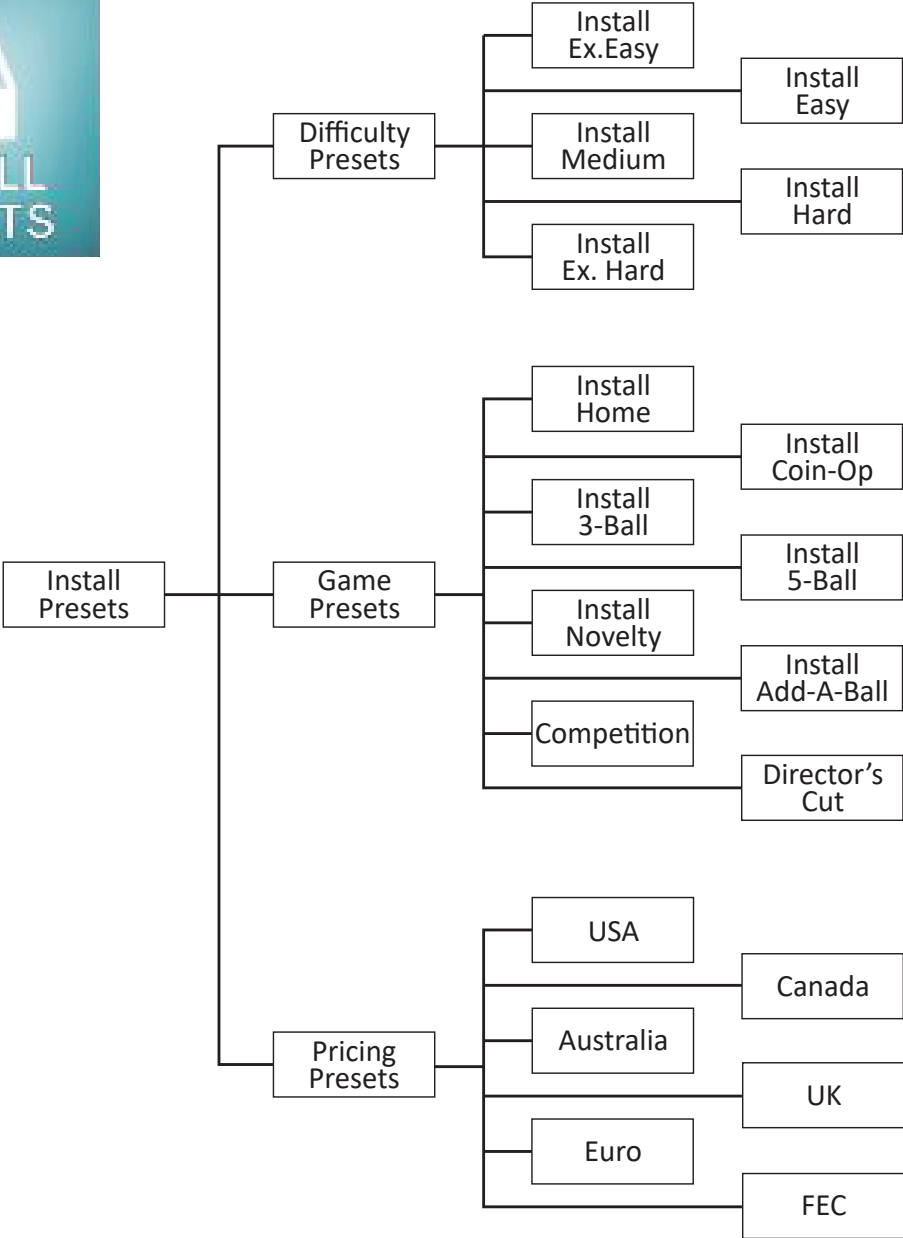 LL
TS
Install
Presets
Difficulty
Presets
Install
Ex.Easy
Install
Easy
Install
Medium
Install
Hard
Install
Ex. Hard
Game
Presets
Install
Home
Install
Coin-Op
Install
3-Ball
Install
5-Ball
Install
Novelty
Install
Add-A-Ball
Competition
Director’s
Cut
Pricing
Presets
USA
Canada
Australia
UK
Euro
FEC